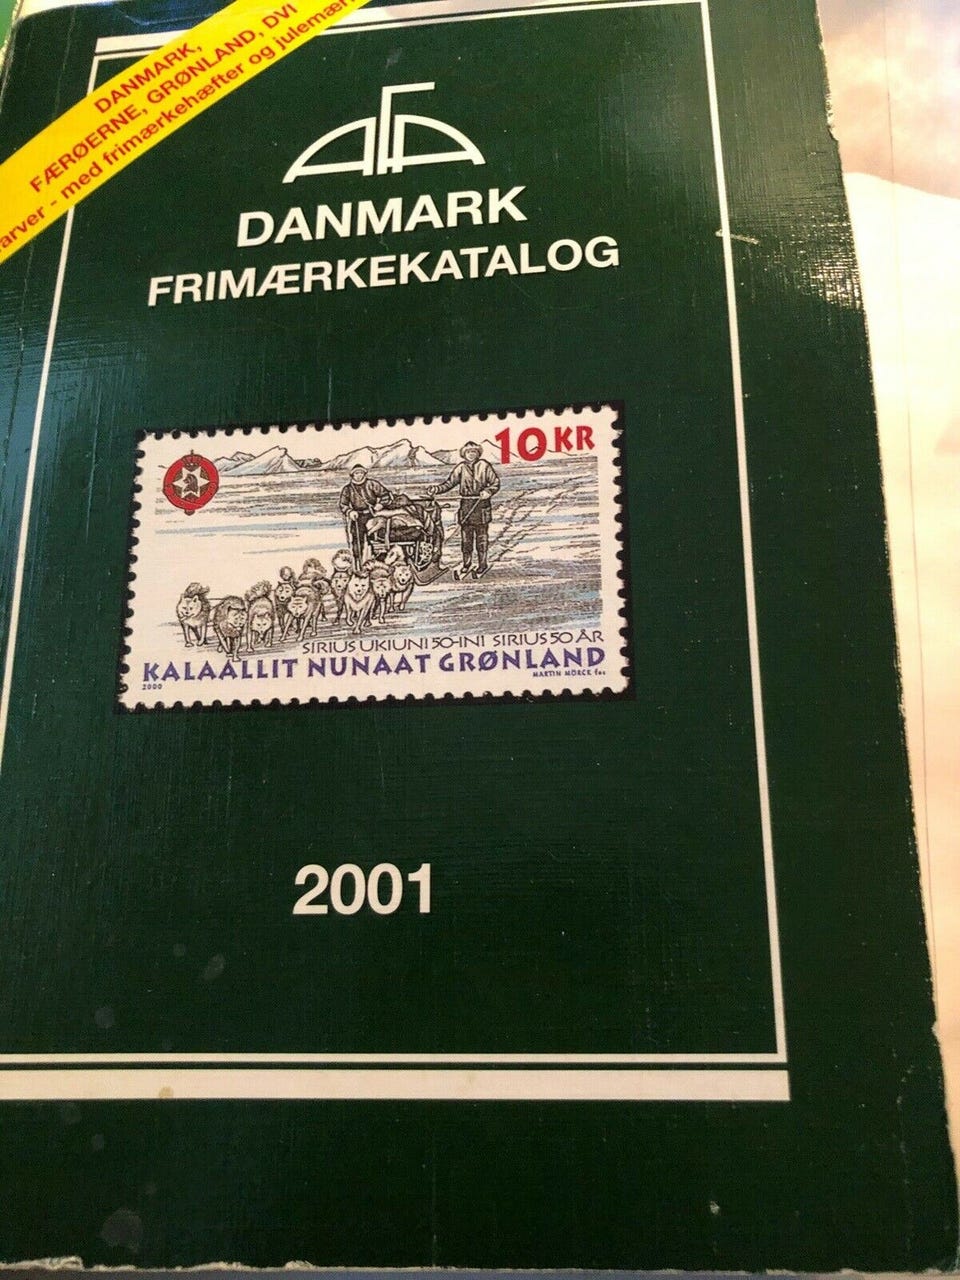 DANMARK,
FÆRØERNE, GRØNLAND, DVI
- med frimærkehæfter og
AFA
DANMARK
FRIMÆRKEKATALOG
10 KR
SIRIUS UKIUNI 50-INI SIRIUS 50 ÅR
KALAALLIT NUNAAT GRØNLAND
2000 MARTIN MÖRCK fec
2001